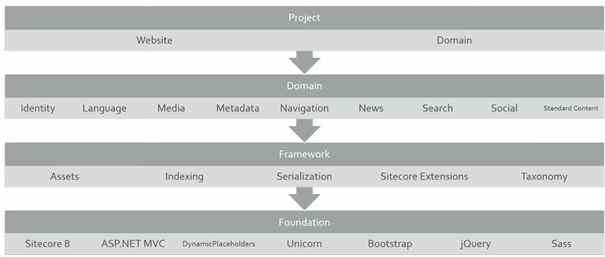 Project
Website Domain
Domain
Identity Language Media Metadata Navigation News Search Social Standard Content
Framework
Assets Indexing Serialization Sitecore Extensions Taxonomy
Foundation
Sitecore 8 ASP.NET MVC DynamicPlaceholders Unicorn Bootstrap jQuery Sass